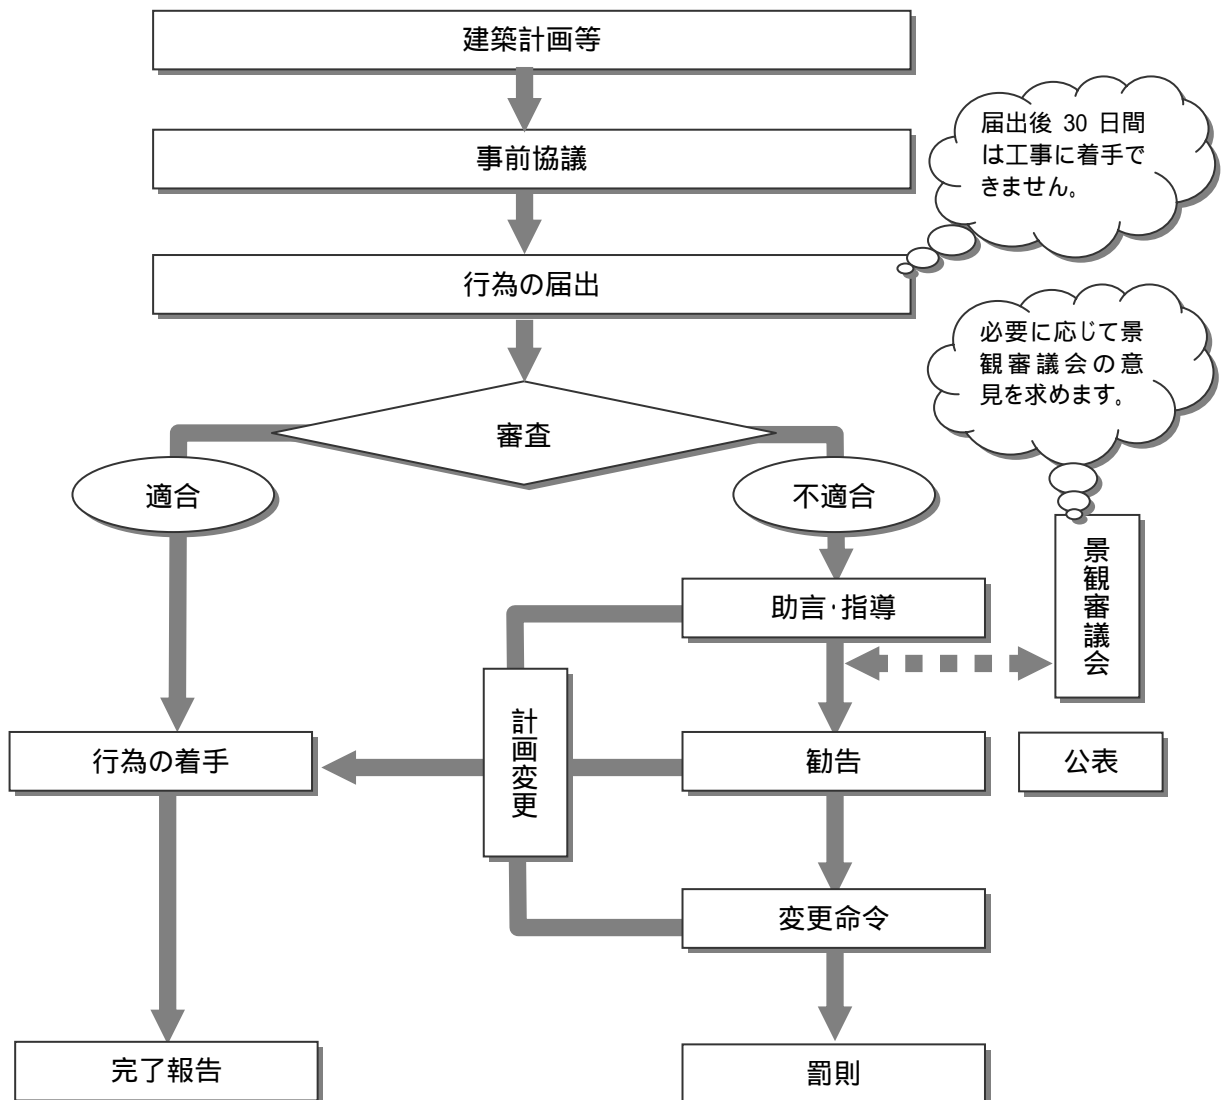 建築計画等
事前協議
届出後 30 日間
は工事に着手で
きません。
行為の届出
必要に応じて景
観審議会の意
見を求めます。
審査
適合
不適合
景観審議会
助言・指導
計画変更
行為の着手
勧告
公表
変更命令
完了報告
罰則